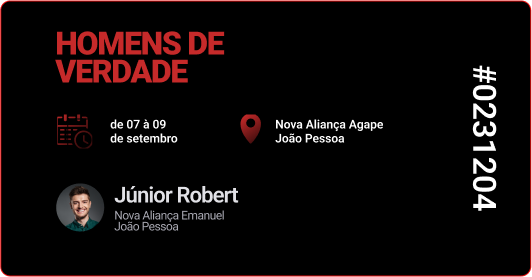 HOMENS DE
VERDADE
de 07 à 09
de setembro
Nova Aliança Agape
João Pessoa
Júnior Robert
Nova Aliança Emanuel
João Pessoa
#0231204